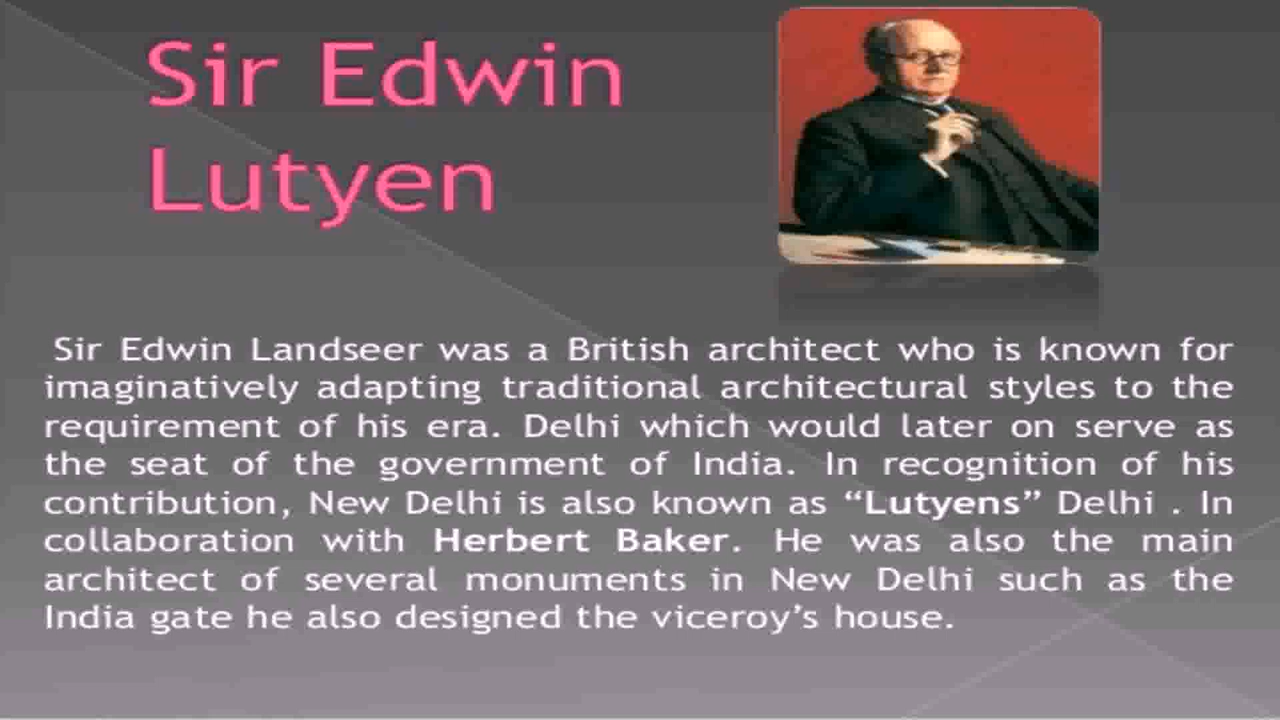 Sir Edwin
Lutyen
Sir Edwin Landseer was a British architect who is known for
imaginatively adapting traditional architectural styles to the
requirement of his era. Delhi which would later on serve as
the seat of the government of India. In recognition of his
contribution, New Delhi is also known as “Lutyens” Delhi . In
collaboration with Herbert Baker. He was also the main
architect of several monuments in New Delhi such as the
India gate he also designed the viceroy’s house.